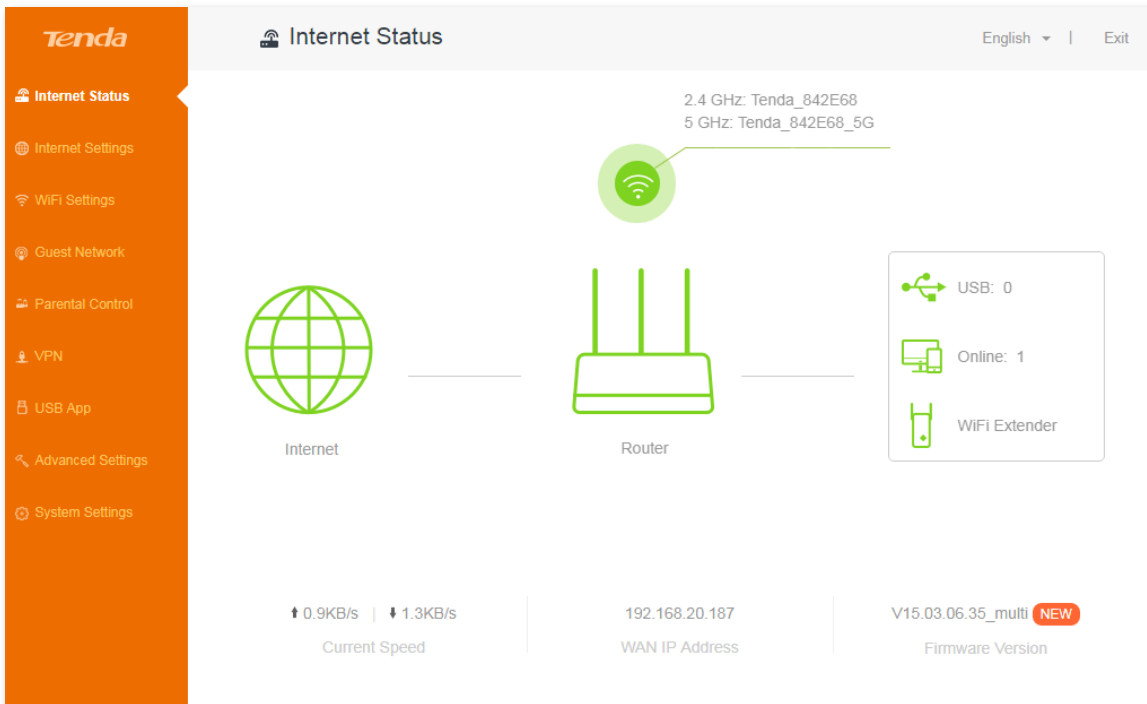 Tenda
Internet Status
English
|
Exit
Internet Status
Internet Settings
WiFi Settings
Guest Network
Parental Control
VPN
USB App
Advanced Settings
System Settings
2.4 GHz: Tenda_842E68
5 GHz: Tenda_842E68_5G
USB: 0
Online: 1
WiFi Extender
Internet
Router
0.9KB/s | 1.3KB/s
Current Speed
192.168.20.187
WAN IP Address
V15.03.06.35_multi NEW
Firmware Version